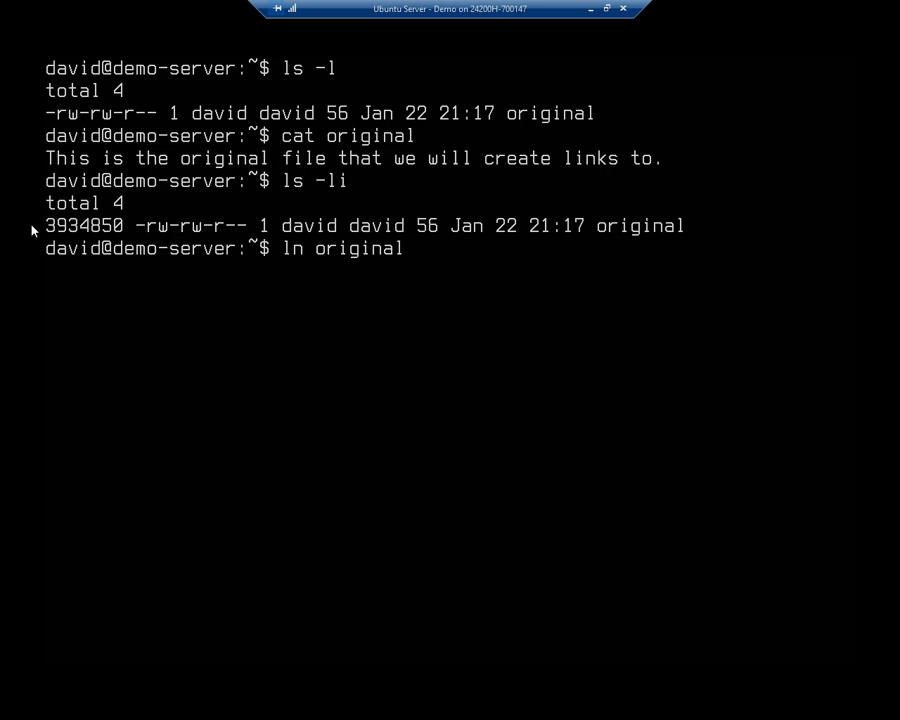 Ubuntu Server - Demo on 24200H-700147
david@demo-server:~$ ls -l
total 4
-rw-rw-r-- 1 david david 56 Jan 22 21:17 original
david@demo-server:~$ cat original
This is the original file that we will create links to.
david@demo-server:~$ ls -li
total 4
3934850 -rw-rw-r-- 1 david david 56 Jan 22 21:17 original
david@demo-server:~$ ln original